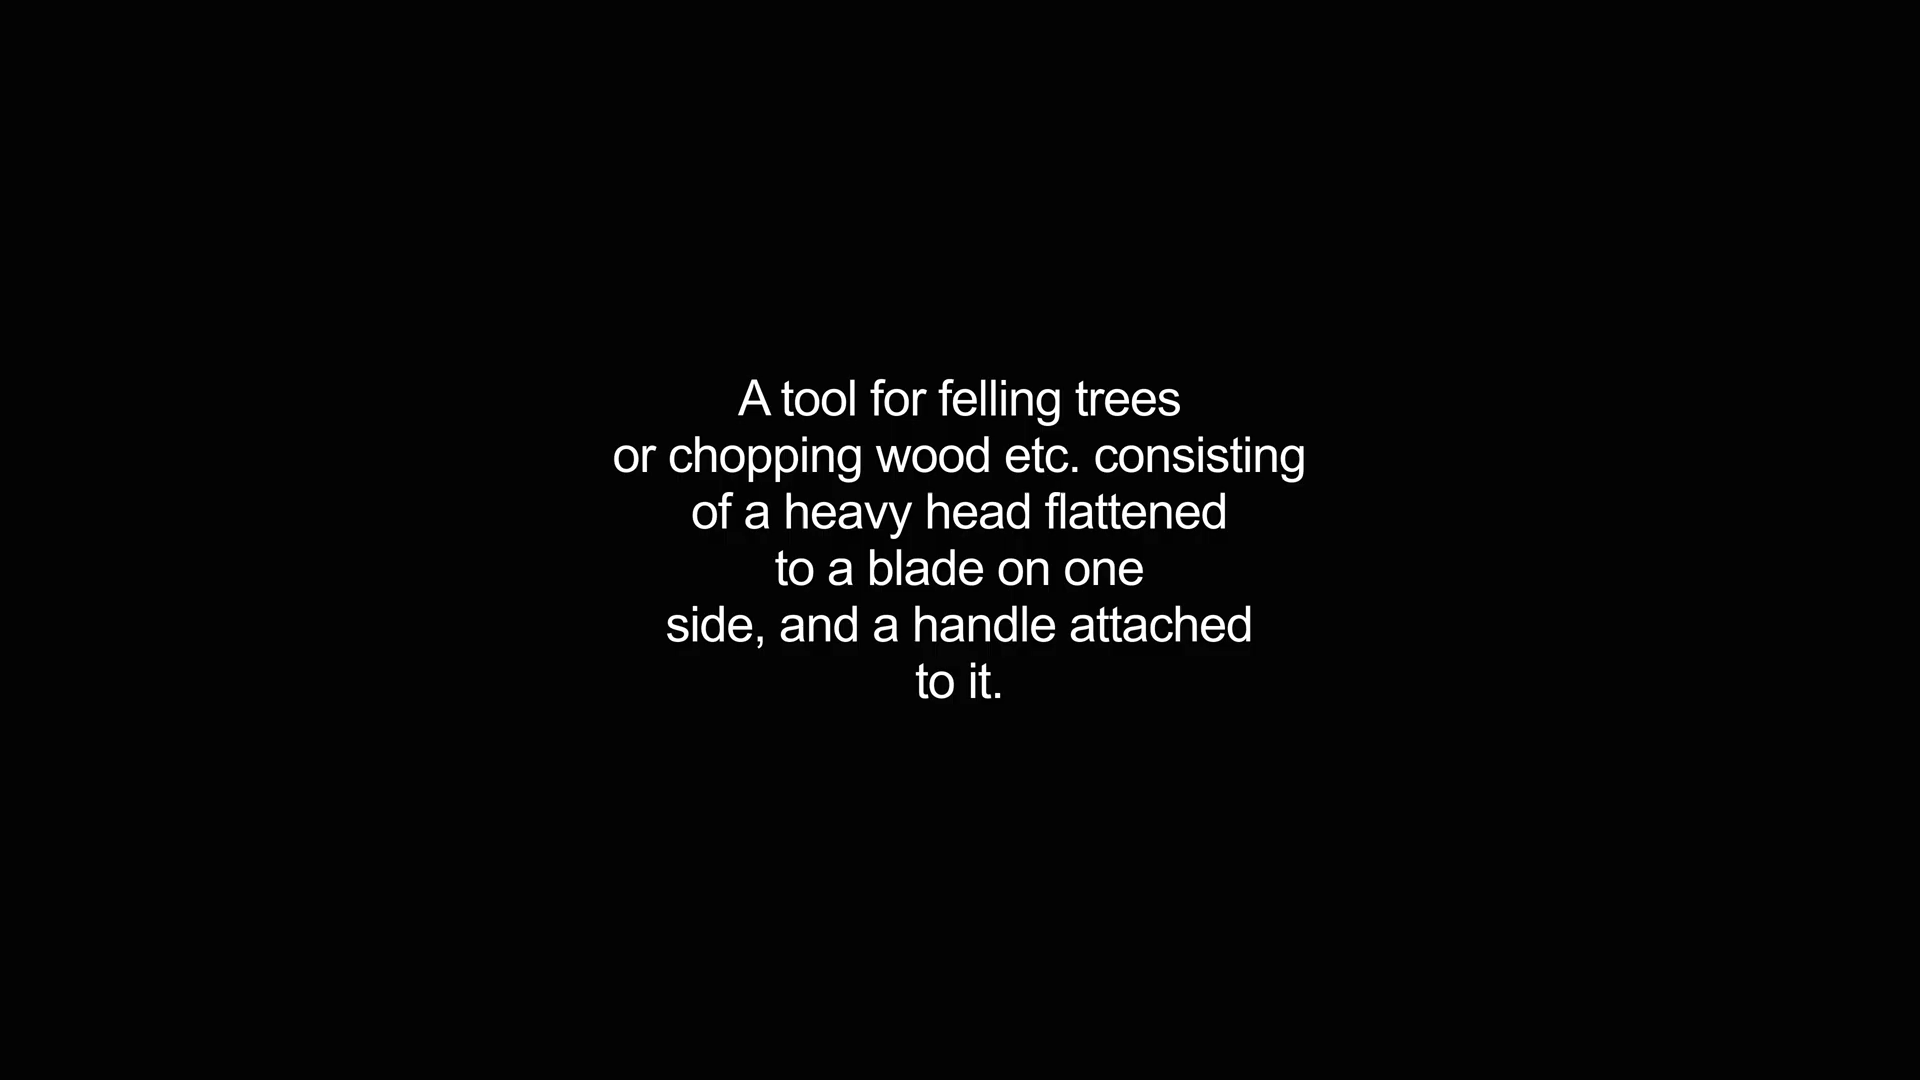 A tool for felling trees
or chopping wood etc. consisting
of a heavy head flattened
to a blade on one
side, and a handle attached
to it.